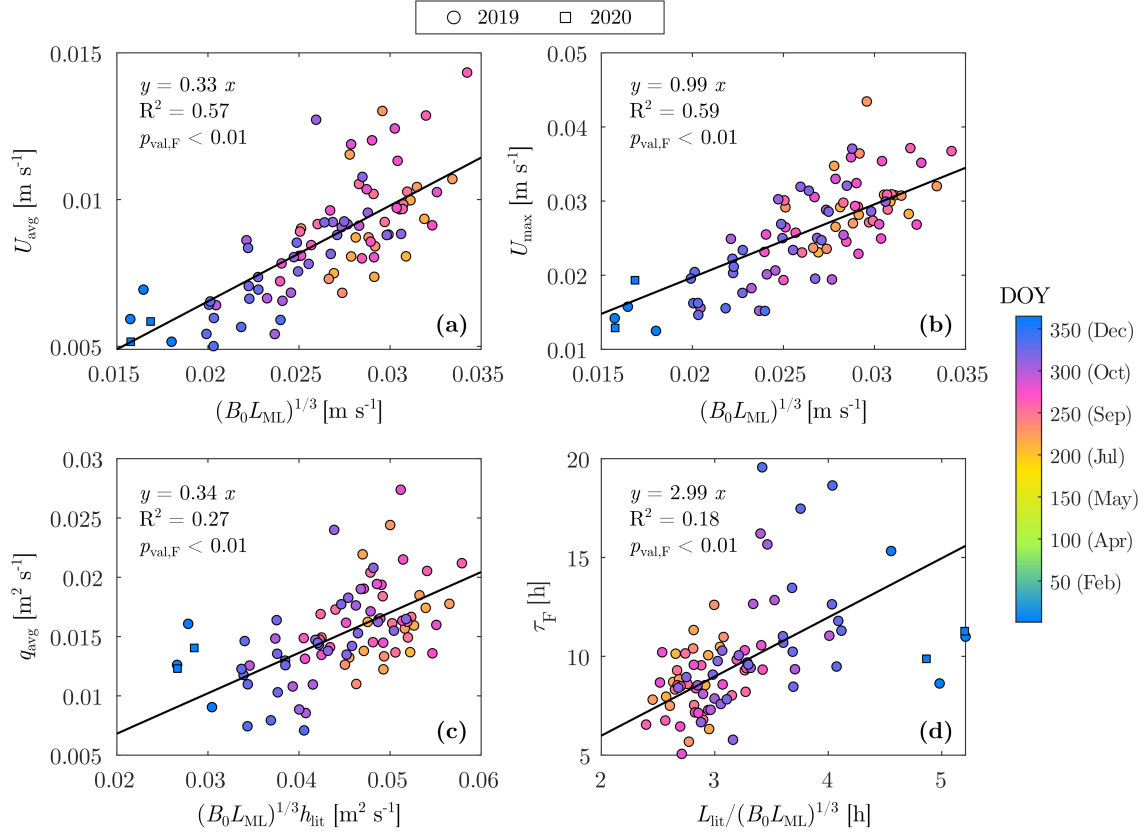 2019 2020
0.015
0.01
0.005
U_avg [m s⁻¹]
y = 0.33 x
R² = 0.57
p_val,F < 0.01
(a)
0.015 0.02 0.025 0.03 0.035
(B₀L_ML)^1/3 [m s⁻¹]
0.05
0.04
0.03
0.02
0.01
U_max [m s⁻¹]
y = 0.99 x
R² = 0.59
p_val,F < 0.01
(b)
0.015 0.02 0.025 0.03 0.035
(B₀L_ML)^1/3 [m s⁻¹]
0.03
0.025
0.02
0.015
0.01
0.005
q_avg [m² s⁻¹]
y = 0.34 x
R² = 0.27
p_val,F < 0.01
(c)
0.02 0.03 0.04 0.05 0.06
(B₀L_ML)^1/3 h_lit [m² s⁻¹]
20
15
10
5
τ_F [h]
y = 2.99 x
R² = 0.18
p_val,F < 0.01
(d)
2 3 4 5
L_lit/(B₀L_ML)^1/3 [h]
DOY
350 (Dec)
300 (Oct)
250 (Sep)
200 (Jul)
150 (May)
100 (Apr)
50 (Feb)